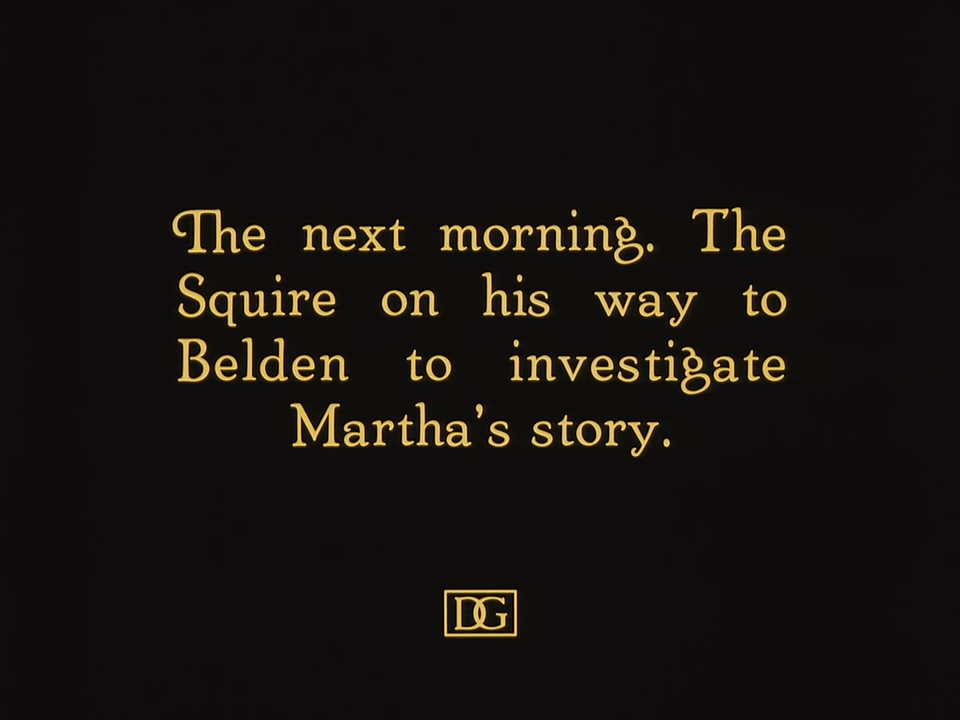 The next morning. The
Squire on his way to
Belden to investigate
Martha's story.
DG